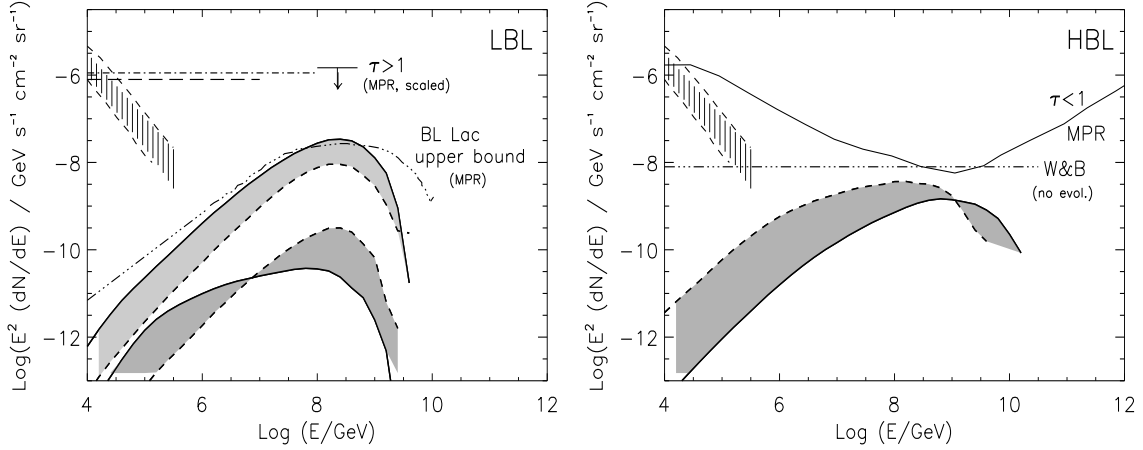 LBL
τ>1
(MPR, scaled)
BL Lac
upper bound
(MPR)
Log(E² (dN/dE) / GeV s⁻¹ cm⁻² sr⁻¹)
−6
−8
−10
−12
4 6 8 10 12
Log (E/GeV)
HBL
τ<1
MPR
W&B
(no evol.)
Log(E² (dN/dE) / GeV s⁻¹ cm⁻² sr⁻¹)
−6
−8
−10
−12
4 6 8 10 12
Log (E/GeV)